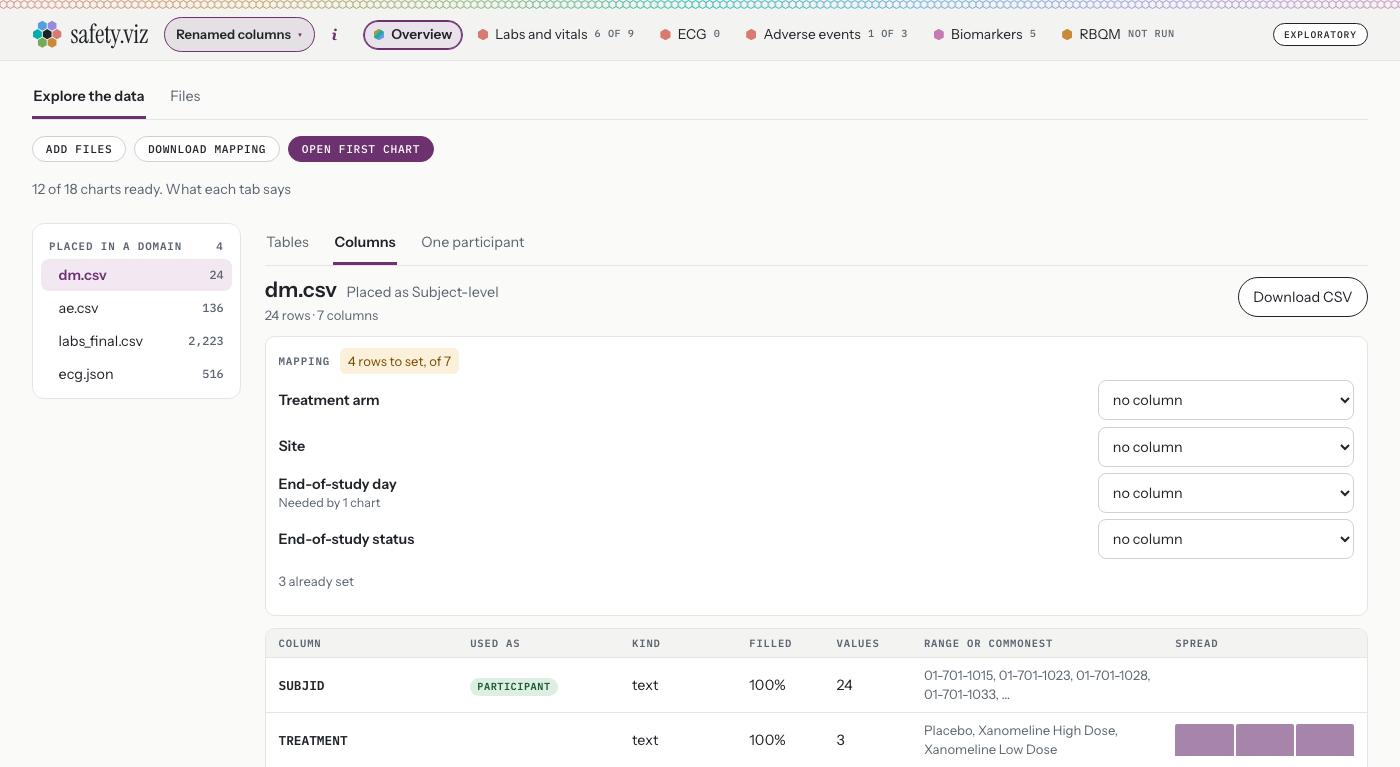 safety.viz
Renamed columns
i
Overview
Labs and vitals 6 OF 9
ECG 0
Adverse events 1 OF 3
Biomarkers 5
RBQM NOT RUN
EXPLORATORY
Explore the data
Files
ADD FILES
DOWNLOAD MAPPING
OPEN FIRST CHART
12 of 18 charts ready. What each tab says
PLACED IN A DOMAIN 4
dm.csv 24
ae.csv 136
labs_final.csv 2,223
ecg.json 516
Tables
Columns
One participant
dm.csv Placed as Subject-level
24 rows · 7 columns
Download CSV
MAPPING 4 rows to set, of 7
Treatment arm no column
Site no column
End-of-study day
Needed by 1 chart
no column
End-of-study status no column
3 already set
COLUMN USED AS KIND FILLED VALUES RANGE OR COMMONEST SPREAD
SUBJID PARTICIPANT text 100% 24 01-701-1015, 01-701-1023, 01-701-1028,
01-701-1033, ...
TREATMENT text 100% 3 Placebo, Xanomeline High Dose,
Xanomeline Low Dose